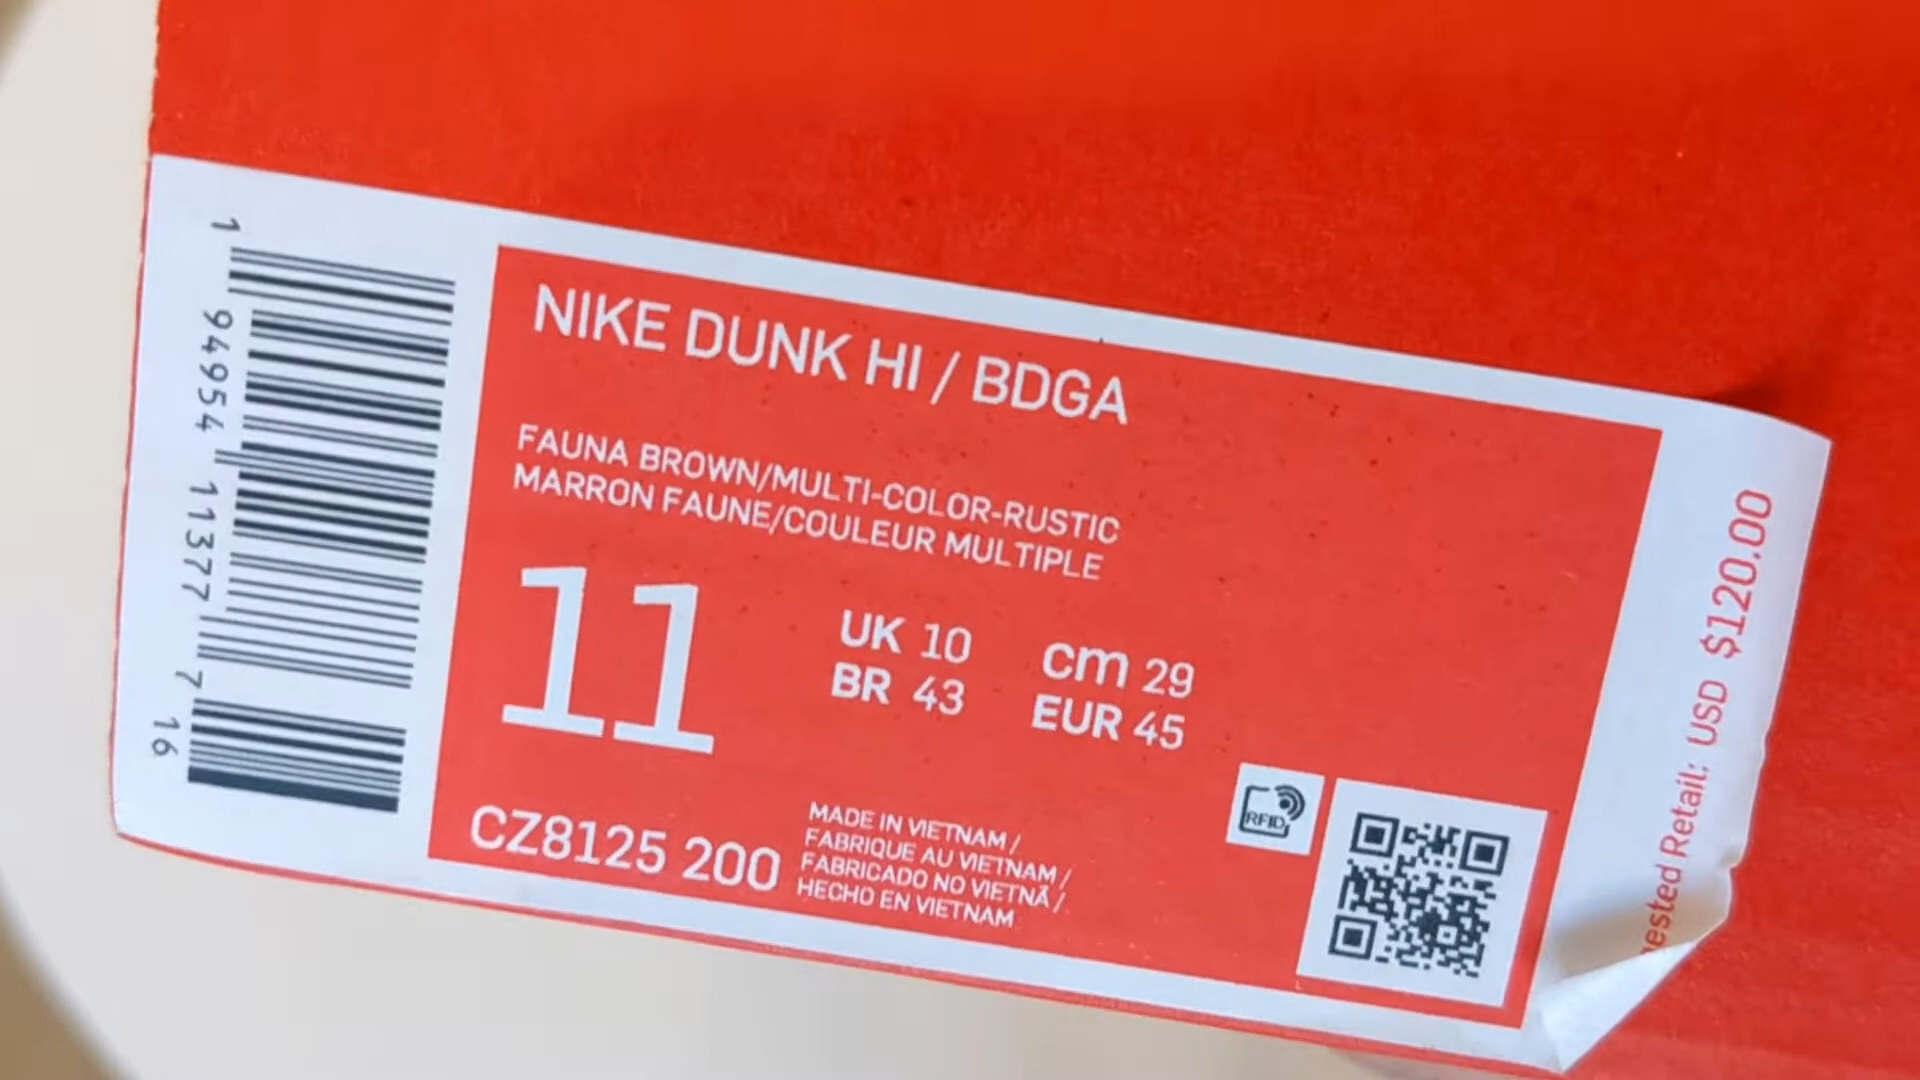 1 94954 11377 7
16
NIKE DUNK HI / BDGA
FAUNA BROWN/MULTI-COLOR-RUSTIC
MARRON FAUNE/COULEUR MULTIPLE
11
UK 10 cm 29
BR 43 EUR 45
CZ8125 200
MADE IN VIETNAM /
FABRIQUE AU VIETNAM /
FABRICADO NO VIETNÃ /
HECHO EN VIETNAM
RFID
Retail: USD $120.00